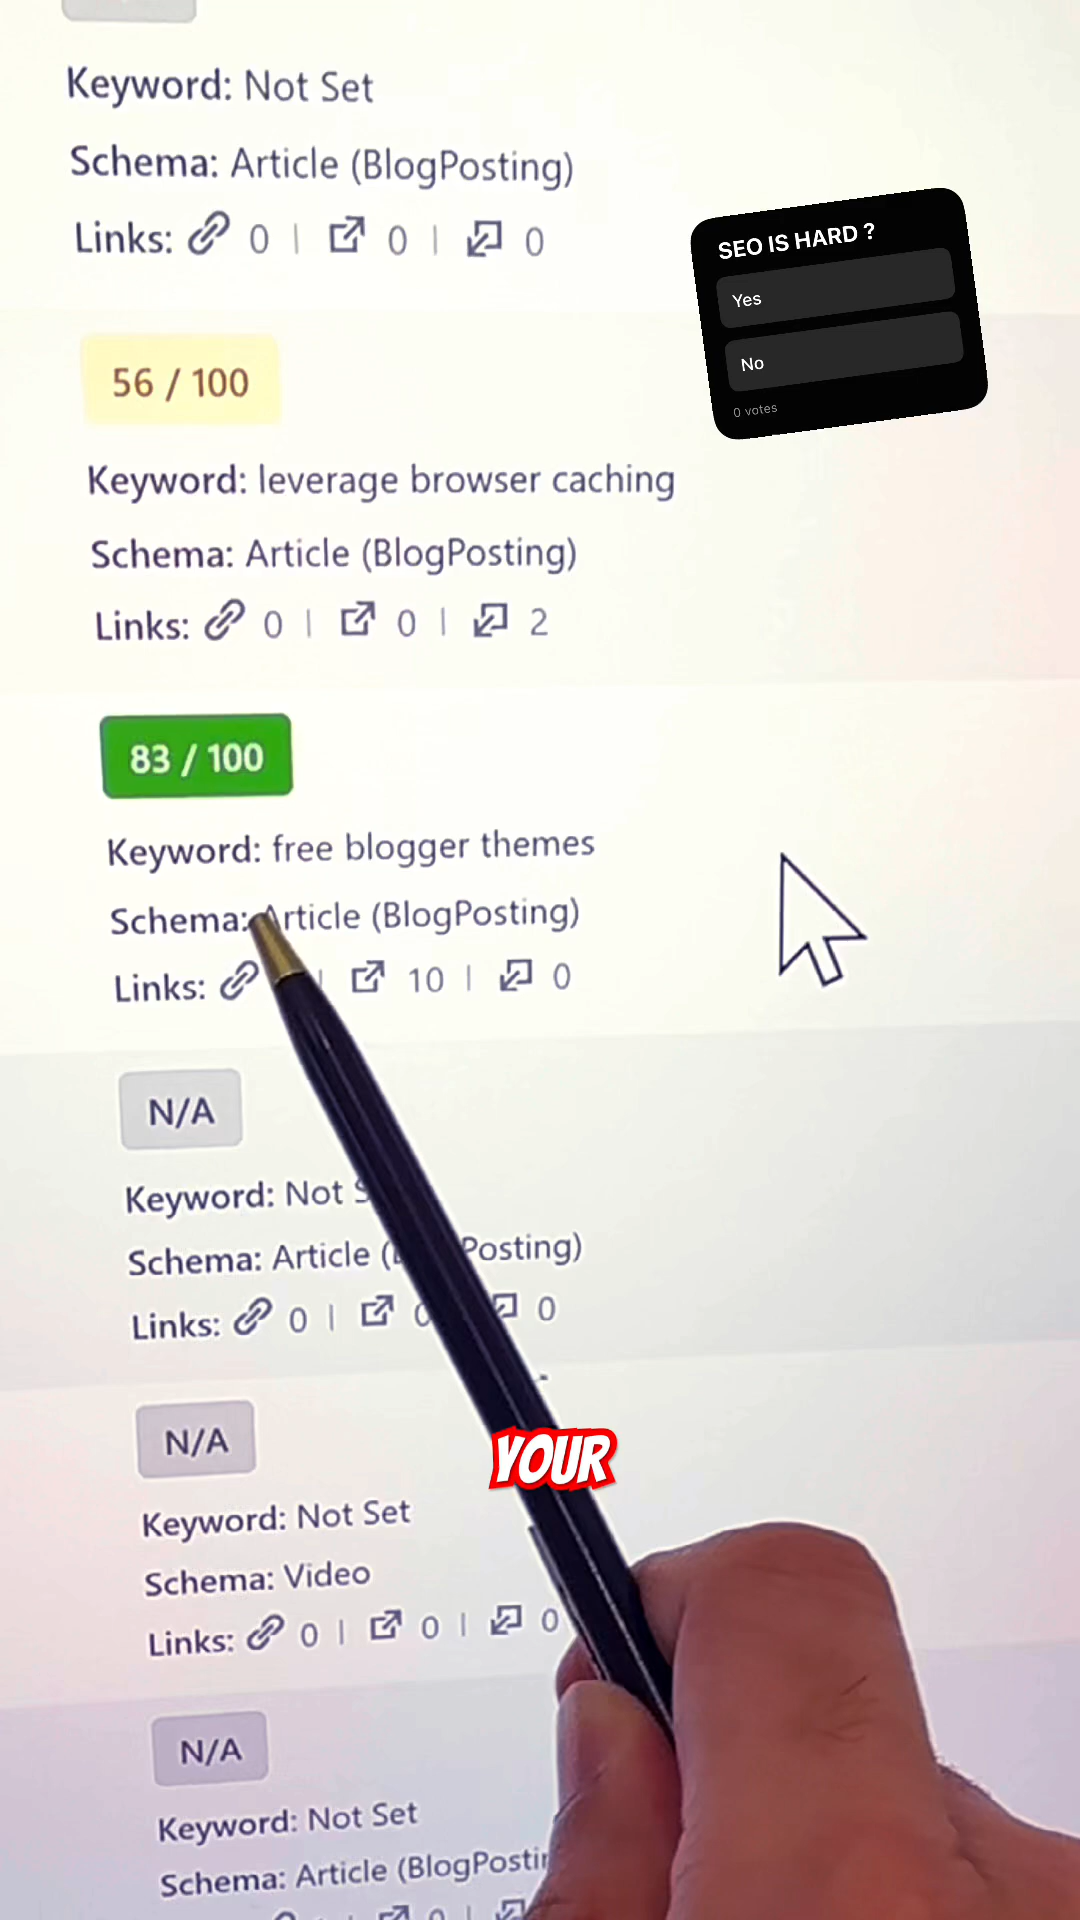 Keyword: Not Set
Schema: Article (BlogPosting)
Links: 0 | 0 | 0
SEO IS HARD ?
Yes
No
0 votes
56 / 100
Keyword: leverage browser caching
Schema: Article (BlogPosting)
Links: 0 | 0 | 2
83 / 100
Keyword: free blogger themes
Schema: Article (BlogPosting)
Links: | 10 | 0
N/A
Keyword: Not
Schema: Article ( Posting)
Links: 0 | 0 0
N/A
Keyword: Not Set
Schema: Video
Links: 0 | 0 | 0
YOUR
N/A
Keyword: Not Set
Schema: Article